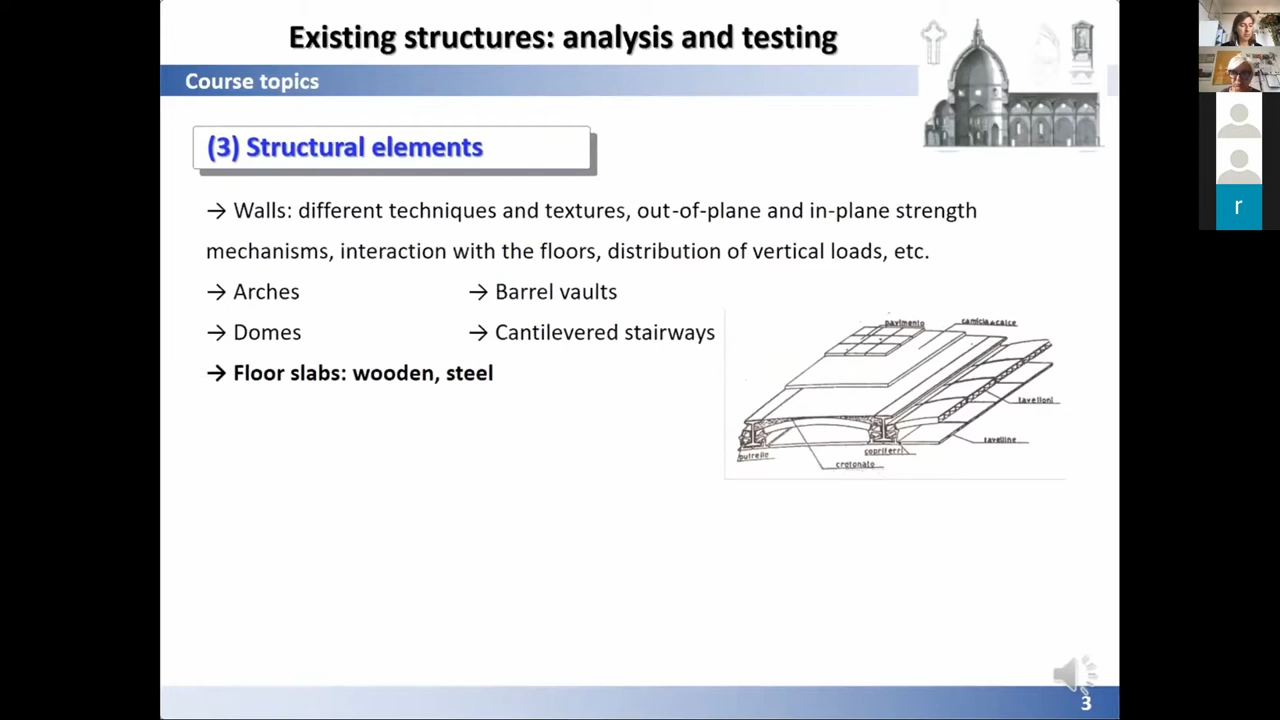 Existing structures: analysis and testing
Course topics
(3) Structural elements
→ Walls: different techniques and textures, out-of-plane and in-plane strength
mechanisms, interaction with the floors, distribution of vertical loads, etc.
→ Arches → Barrel vaults
→ Domes → Cantilevered stairways
→ Floor slabs: wooden, steel
pavimento
tavelloni
tavelline
copriferri
putrelle
cretonato
3
r